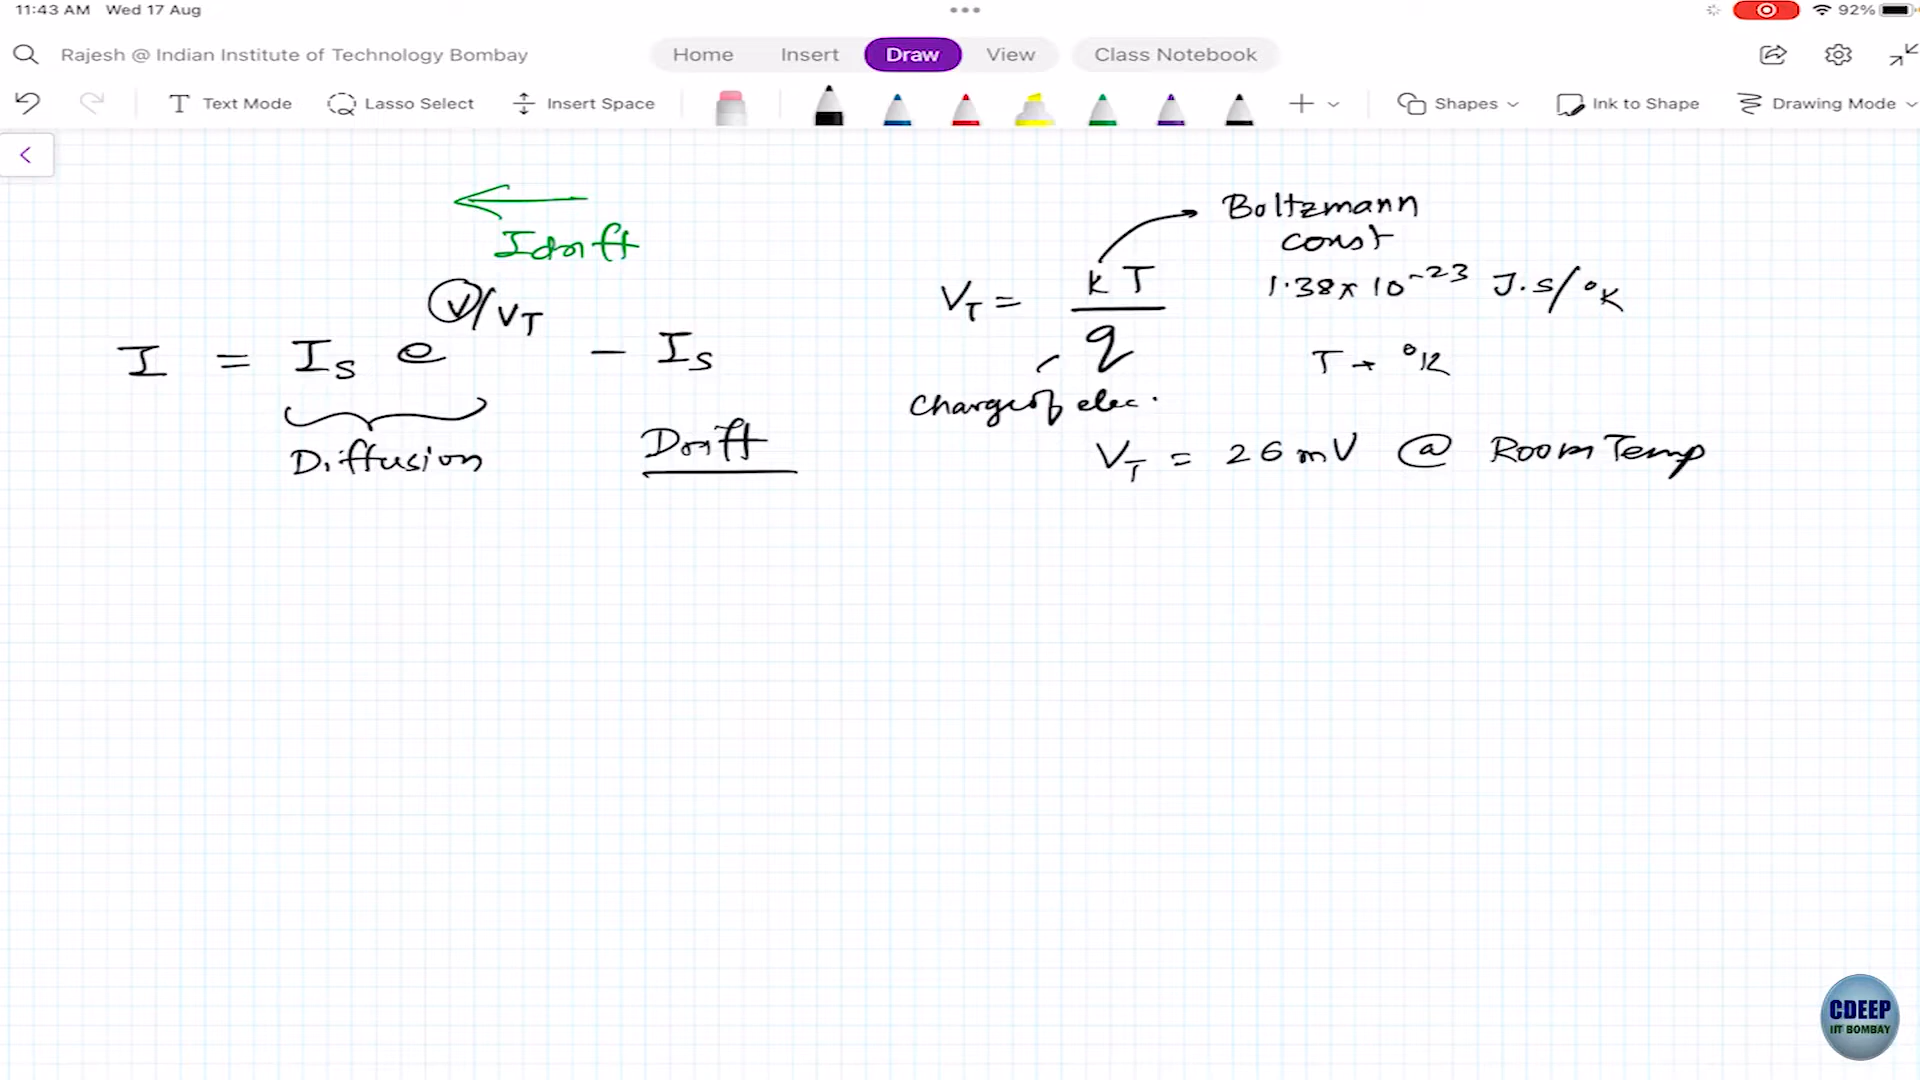 11:43 AM Wed 17 Aug
92%
Rajesh @ Indian Institute of Technology Bombay
Home Insert Draw View Class Notebook
Text Mode Lasso Select Insert Space Shapes Ink to Shape Drawing Mode
Idrift
I = Is e^(V/VT) − Is
Diffusion
Drift
Boltzmann
const
VT = kT/q
1.38 × 10^-23 J.s/°K
T → °K
Charge of elec.
VT = 26 mV @ Room Temp
CDEEP
IIT BOMBAY